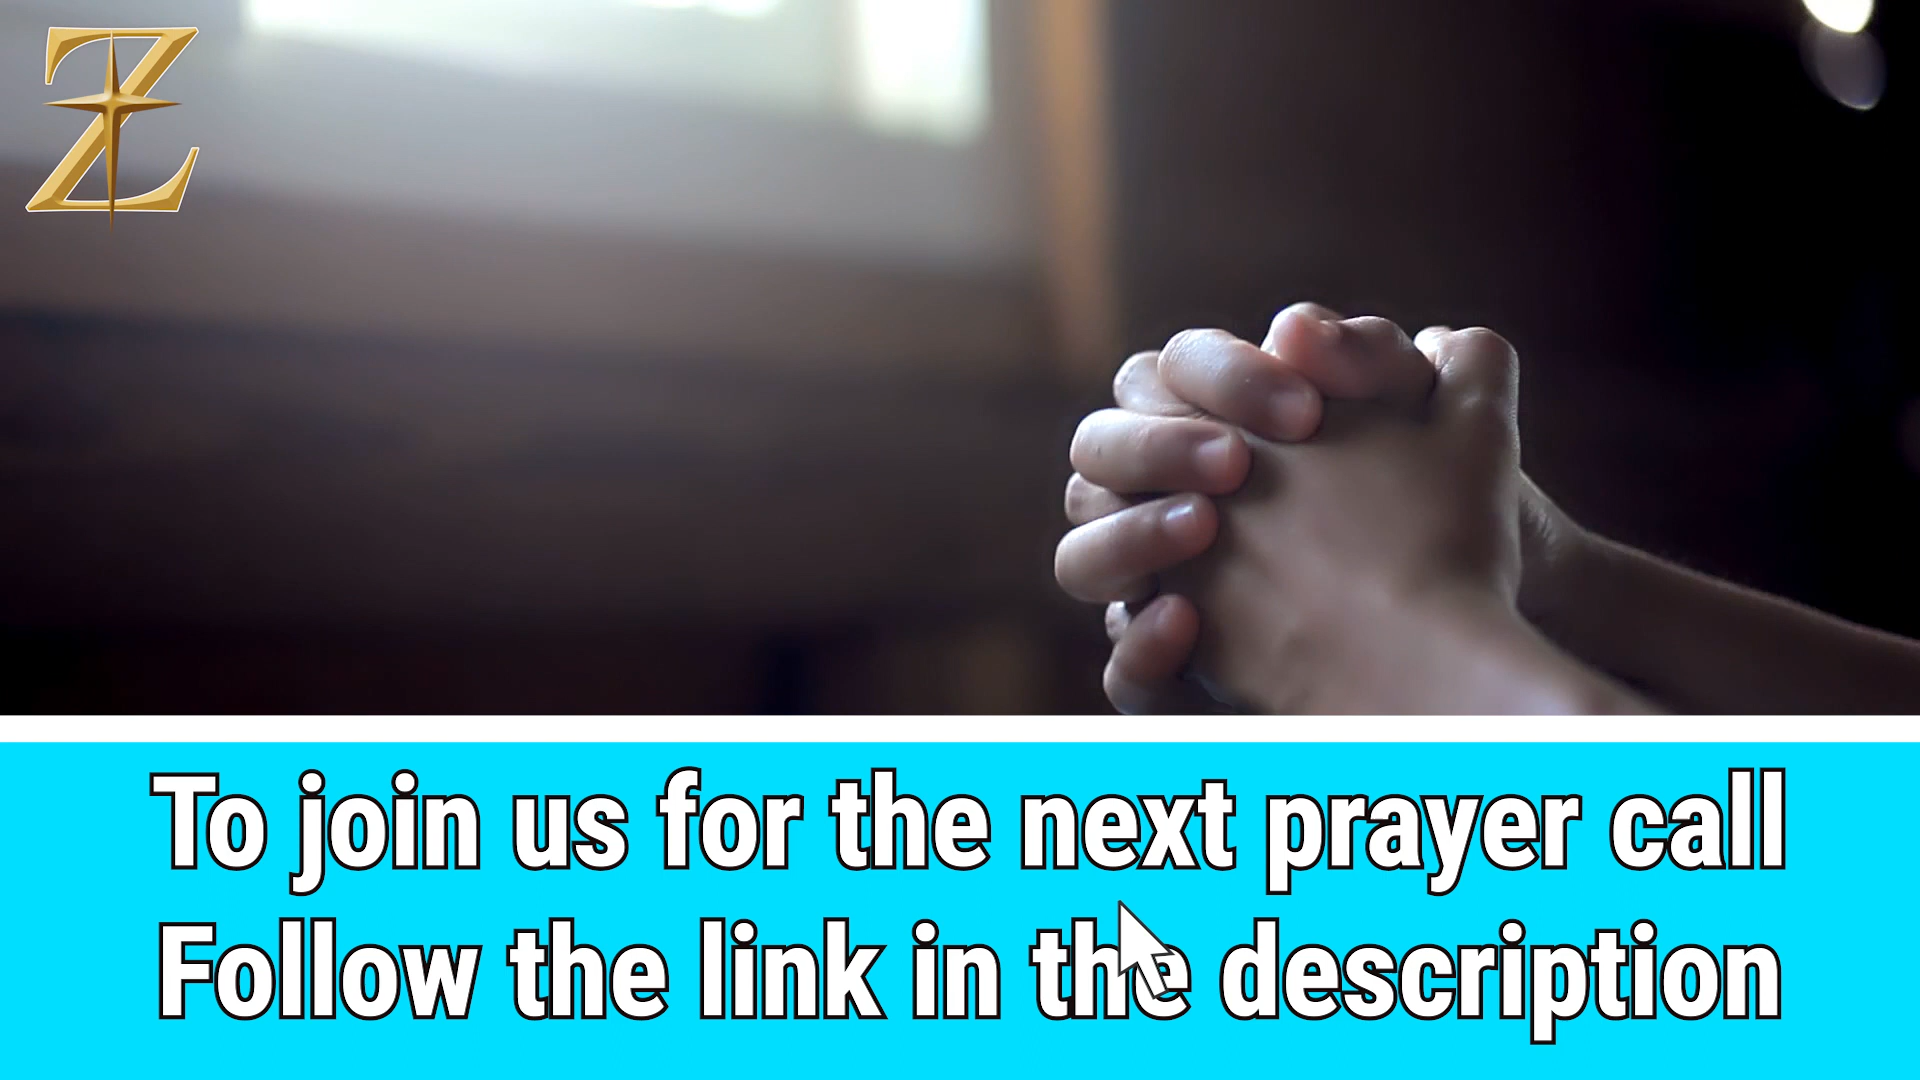 Z
To join us for the next prayer call
Follow the link in the description